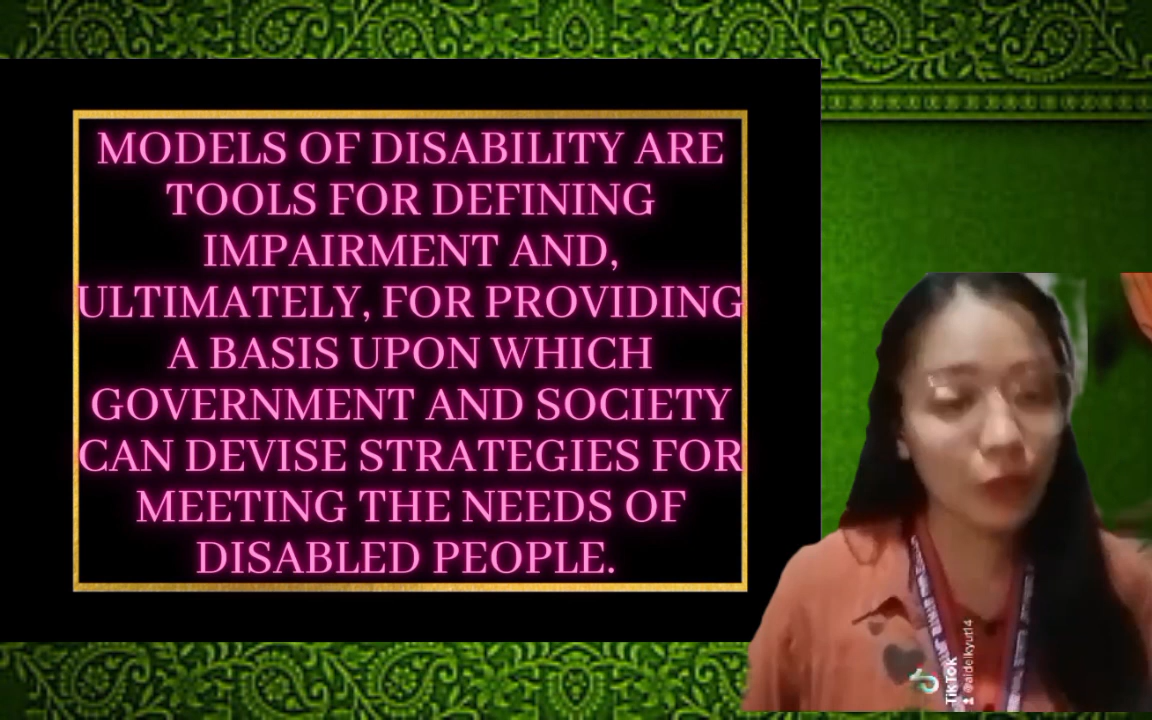 MODELS OF DISABILITY ARE
TOOLS FOR DEFINING
IMPAIRMENT AND,
ULTIMATELY, FOR PROVIDING
A BASIS UPON WHICH
GOVERNMENT AND SOCIETY
CAN DEVISE STRATEGIES FOR
MEETING THE NEEDS OF
DISABLED PEOPLE.
TikTok
@aldelkyut14